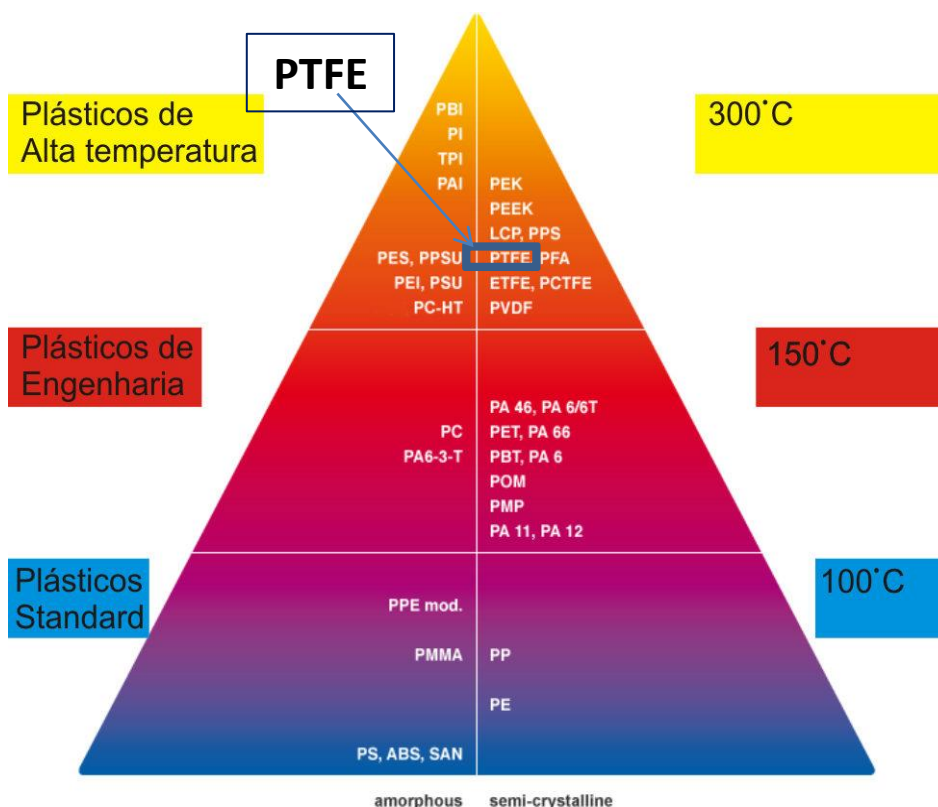 PTFE
Plásticos de
Alta temperatura
300°C
PBI
PI
TPI
PAI
PEK
PEEK
LCP, PPS
PES, PPSU
PTFE, PFA
PEI, PSU
ETFE, PCTFE
PC-HT
PVDF
Plásticos de
Engenharia
150°C
PA 46, PA 6/6T
PC
PET, PA 66
PA6-3-T
PBT, PA 6
POM
PMP
PA 11, PA 12
Plásticos
Standard
100°C
PPE mod.
PMMA
PP
PE
PS, ABS, SAN
amorphous
semi-crystalline